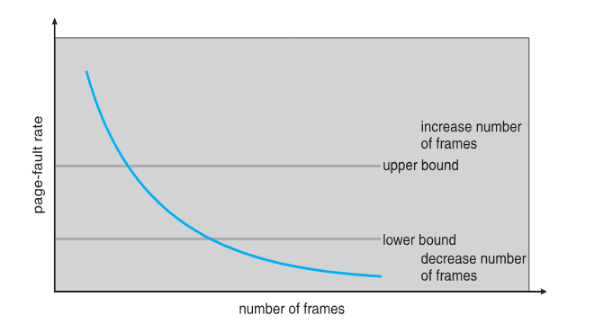 page-fault rate
increase number
of frames
upper bound
lower bound
decrease number
of frames
number of frames